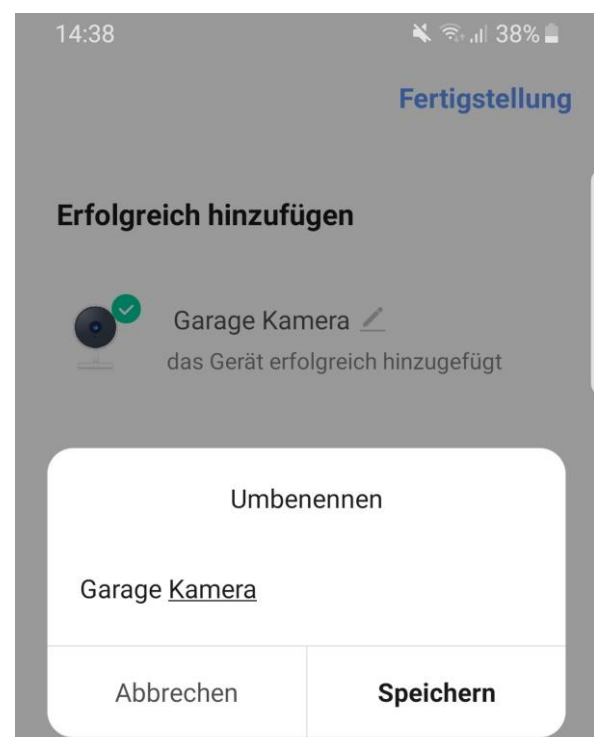 14:38 38%
Fertigstellung
Erfolgreich hinzufügen
Garage Kamera
das Gerät erfolgreich hinzugefügt
Umbenennen
Garage Kamera
Abbrechen Speichern